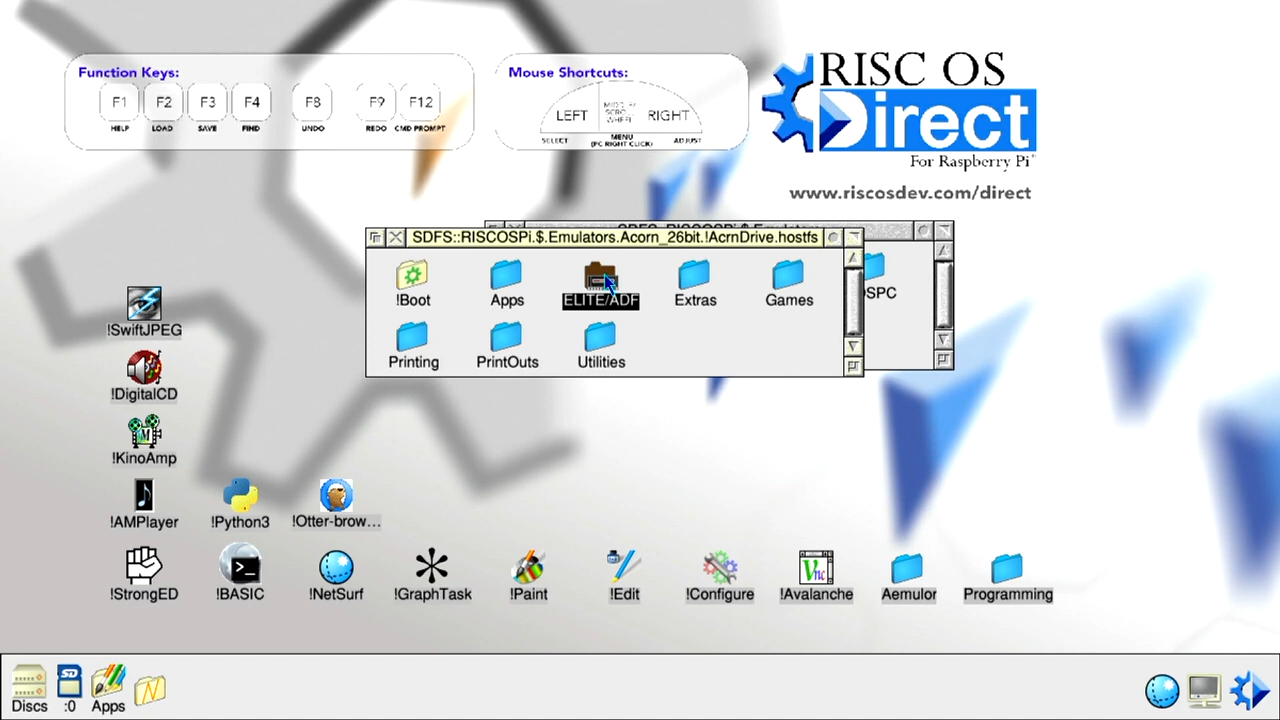 Function Keys:
F1 F2 F3 F4 F8 F9 F12
HELP LOAD SAVE FIND UNDO REDO CMD PROMPT
Mouse Shortcuts:
LEFT
WHEEL
RIGHT
SELECT
MENU
(PC RIGHT CLICK)
ADJUST
RISC OS
Direct
For Raspberry Pi
www.riscosdev.com/direct
SDFS::RISCOSPi.$.Emulators.Acorn_26bit.!AcrnDrive.hostfs
!Boot Apps ELITE/ADF Extras Games
Printing PrintOuts Utilities
SPC
!SwiftJPEG
!DigitalCD
!KinoAmp
!AMPlayer !Python3 !Otter-brow...
!StrongED !BASIC !NetSurf !GraphTask !Paint !Edit !Configure !Avalanche Aemulor Programming
SD
Vnc
Discs :0 Apps